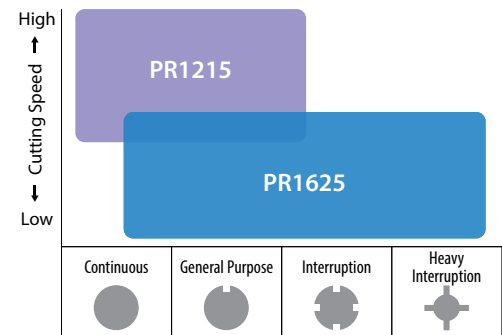 High
Cutting Speed
Low
PR1215
PR1625
Continuous
General Purpose
Interruption
Heavy
Interruption